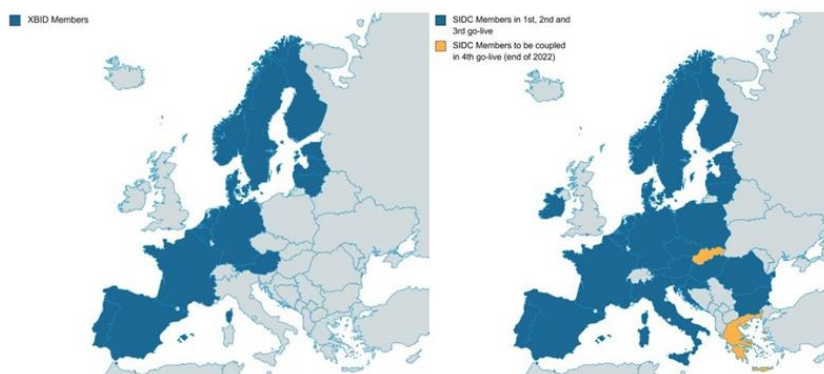 XBID Members
SIDC Members in 1st, 2nd and
3rd go-live
SIDC Members to be coupled
in 4th go-live (end of 2022)